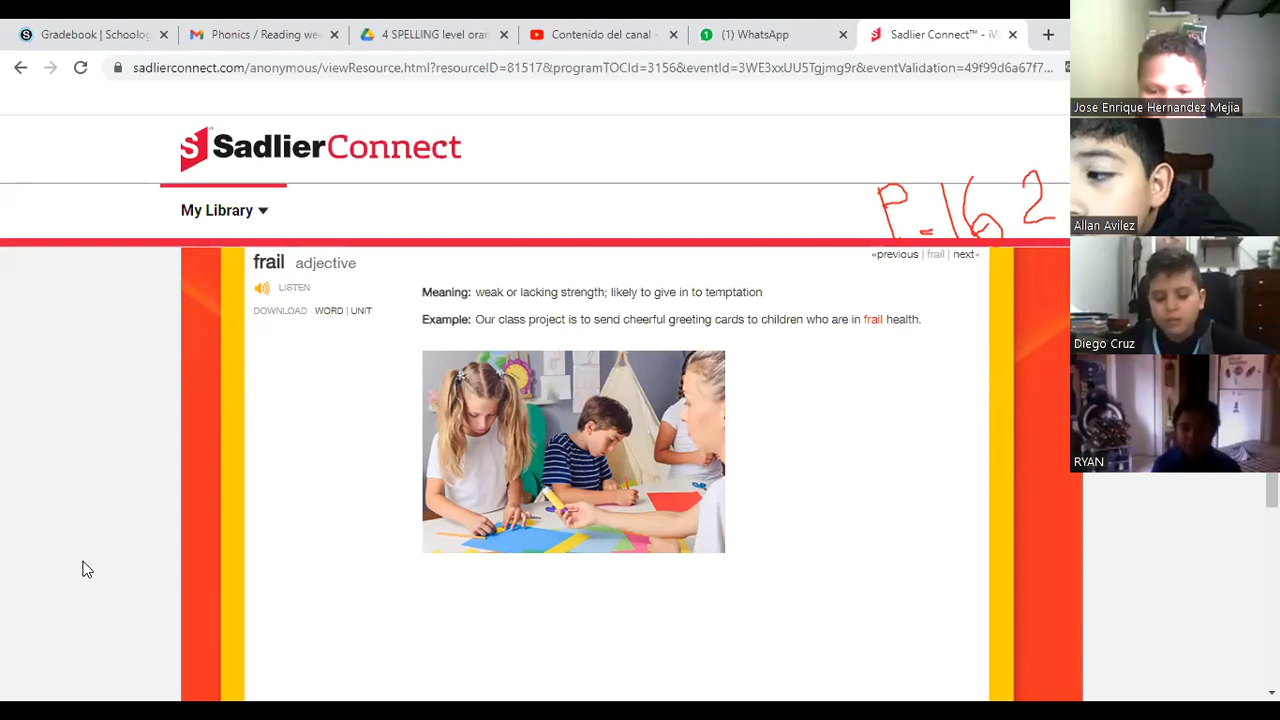 Gradebook | Schoolog
Phonics / Reading wee
4 SPELLING level oran
Contenido del canal -
(1) WhatsApp
Sadlier Connect™ - iW
sadlierconnect.com/anonymous/viewResource.html?resourceID=81517&programTOCId=3156&eventId=3WE3xxUU5Tgjmg9r&eventValidation=49f99d6a67f7...
Sadlier Connect
My Library
P. 162
frail adjective
«previous | frail | next»
LISTEN
DOWNLOAD WORD | UNIT
Meaning: weak or lacking strength; likely to give in to temptation
Example: Our class project is to send cheerful greeting cards to children who are in frail health.
Jose Enrique Hernandez Mejia
Allan Avilez
Diego Cruz
RYAN